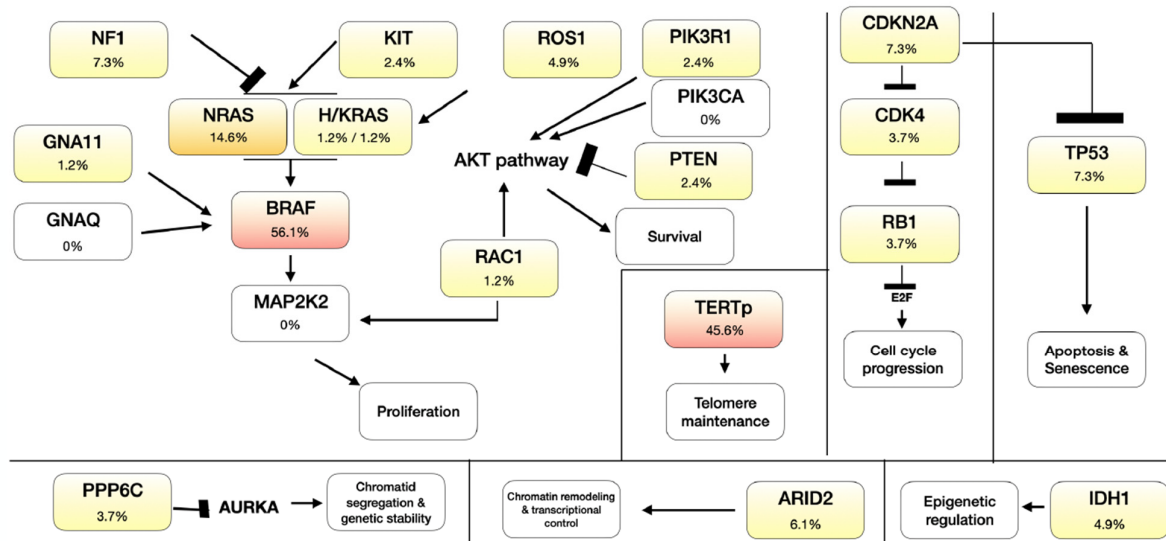 NF1
7.3%
KIT
2.4%
ROS1
4.9%
PIK3R1
2.4%
CDKN2A
7.3%
NRAS
14.6%
H/KRAS
1.2% / 1.2%
PIK3CA
0%
CDK4
3.7%
GNA11
1.2%
AKT pathway
PTEN
2.4%
TP53
7.3%
GNAQ
0%
BRAF
56.1%
Survival
RB1
3.7%
RAC1
1.2%
MAP2K2
0%
TERTp
45.6%
E2F
Cell cycle
progression
Apoptosis &
Senescence
Proliferation
Telomere
maintenance
PPP6C
3.7%
AURKA
Chromatid
segregation &
genetic stability
Chromatin remodeling
& transcriptional
control
ARID2
6.1%
Epigenetic
regulation
IDH1
4.9%